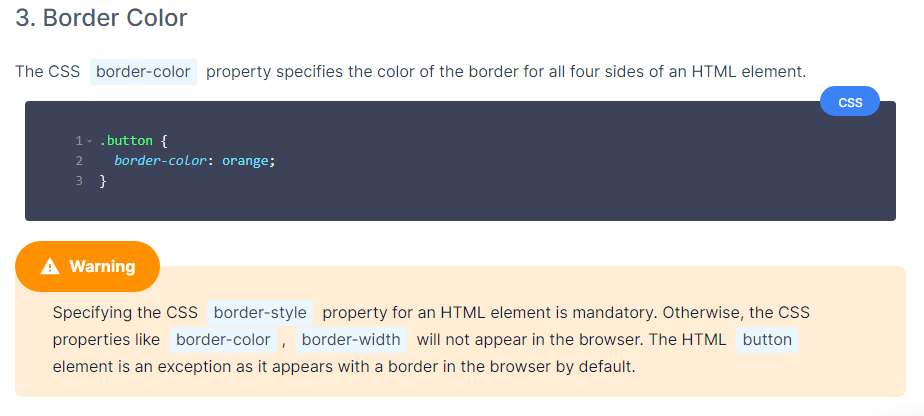 3. Border Color
The CSS border-color property specifies the color of the border for all four sides of an HTML element.
CSS
1 .button {
2   border-color: orange;
3 }
Warning
Specifying the CSS border-style property for an HTML element is mandatory. Otherwise, the CSS
properties like border-color , border-width will not appear in the browser. The HTML button
element is an exception as it appears with a border in the browser by default.